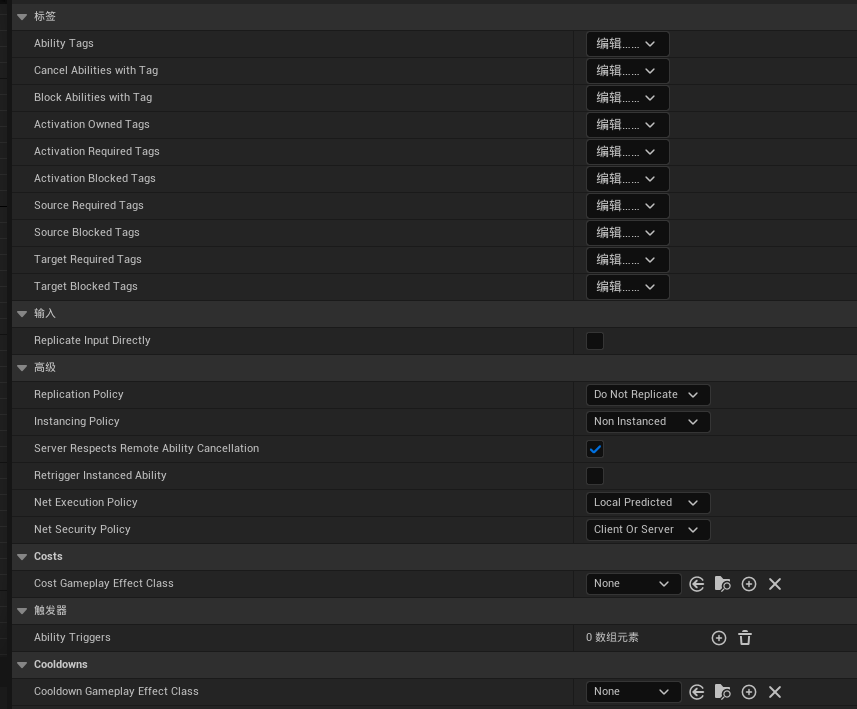 标签
Ability Tags
编辑......
Cancel Abilities with Tag
编辑......
Block Abilities with Tag
编辑......
Activation Owned Tags
编辑......
Activation Required Tags
编辑......
Activation Blocked Tags
编辑......
Source Required Tags
编辑......
Source Blocked Tags
编辑......
Target Required Tags
编辑......
Target Blocked Tags
编辑......
输入
Replicate Input Directly
高级
Replication Policy
Do Not Replicate
Instancing Policy
Non Instanced
Server Respects Remote Ability Cancellation
Retrigger Instanced Ability
Net Execution Policy
Local Predicted
Net Security Policy
Client Or Server
Costs
Cost Gameplay Effect Class
None
触发器
Ability Triggers
0 数组元素
Cooldowns
Cooldown Gameplay Effect Class
None